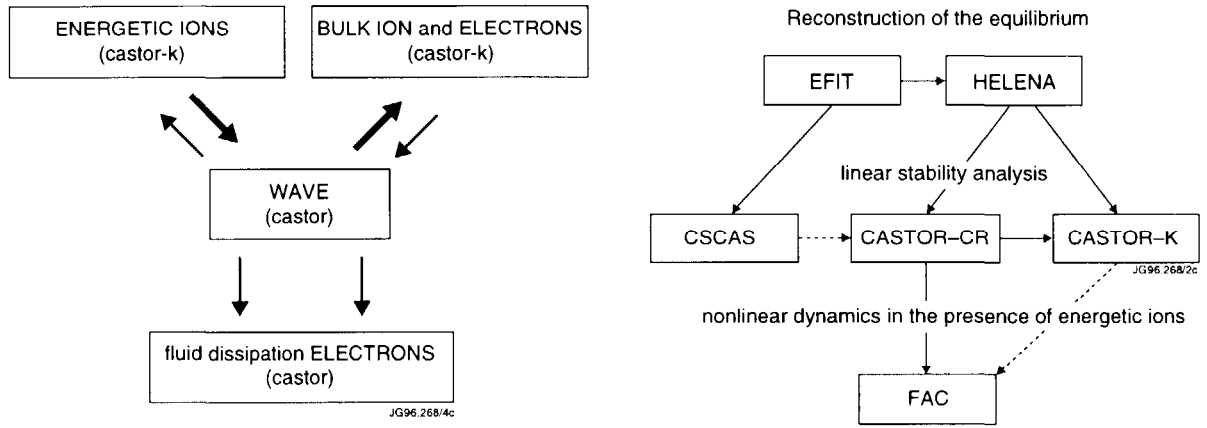 ENERGETIC IONS
(castor-k)
BULK ION and ELECTRONS
(castor-k)
WAVE
(castor)
fluid dissipation ELECTRONS
(castor)
JG96.268/4c
Reconstruction of the equilibrium
EFIT
HELENA
linear stability analysis
CSCAS
CASTOR–CR
CASTOR–K
JG96.268/2c
nonlinear dynamics in the presence of energetic ions
FAC